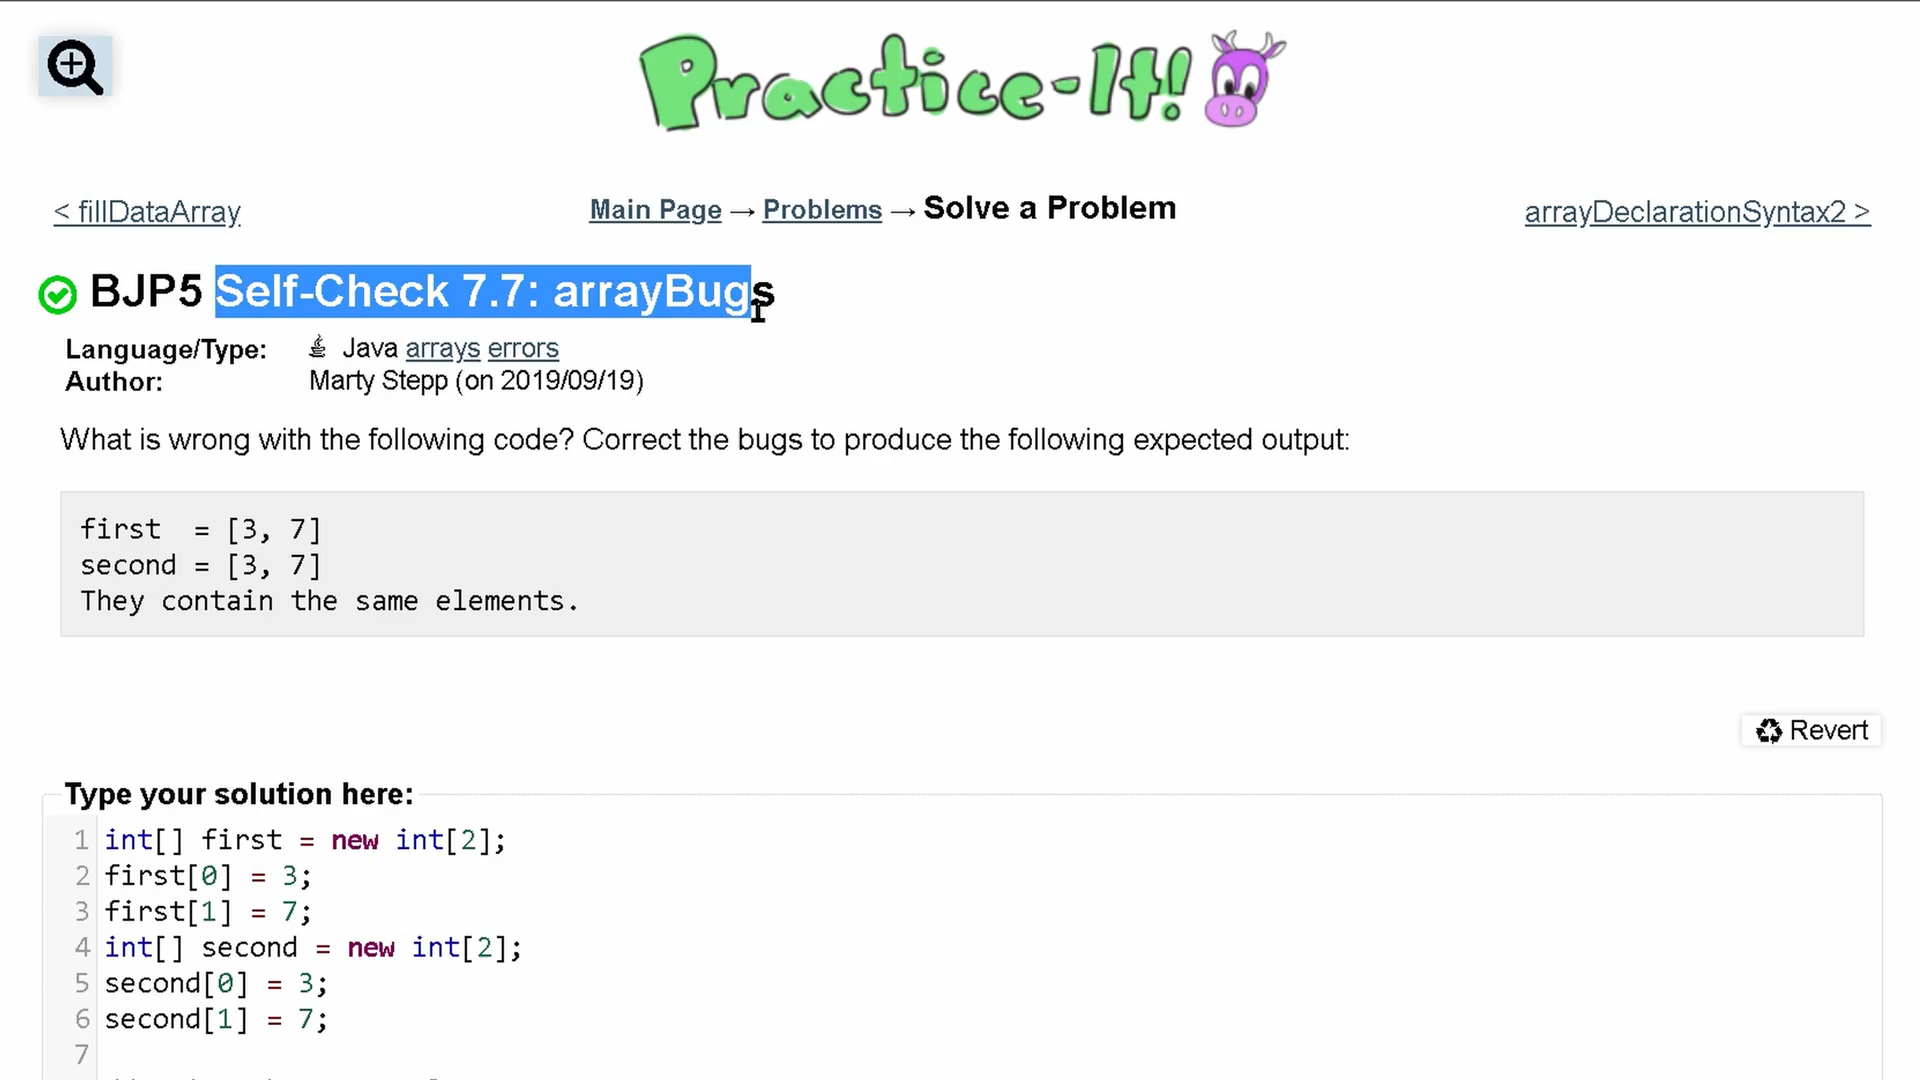 Practice-It!
< fillDataArray
Main Page → Problems → Solve a Problem
arrayDeclarationSyntax2 >
BJP5 Self-Check 7.7: arrayBugs
Language/Type: Java arrays errors
Author: Marty Stepp (on 2019/09/19)
What is wrong with the following code? Correct the bugs to produce the following expected output:
first  = [3, 7]
second = [3, 7]
They contain the same elements.
Revert
Type your solution here:
1 int[] first = new int[2];
2 first[0] = 3;
3 first[1] = 7;
4 int[] second = new int[2];
5 second[0] = 3;
6 second[1] = 7;
7